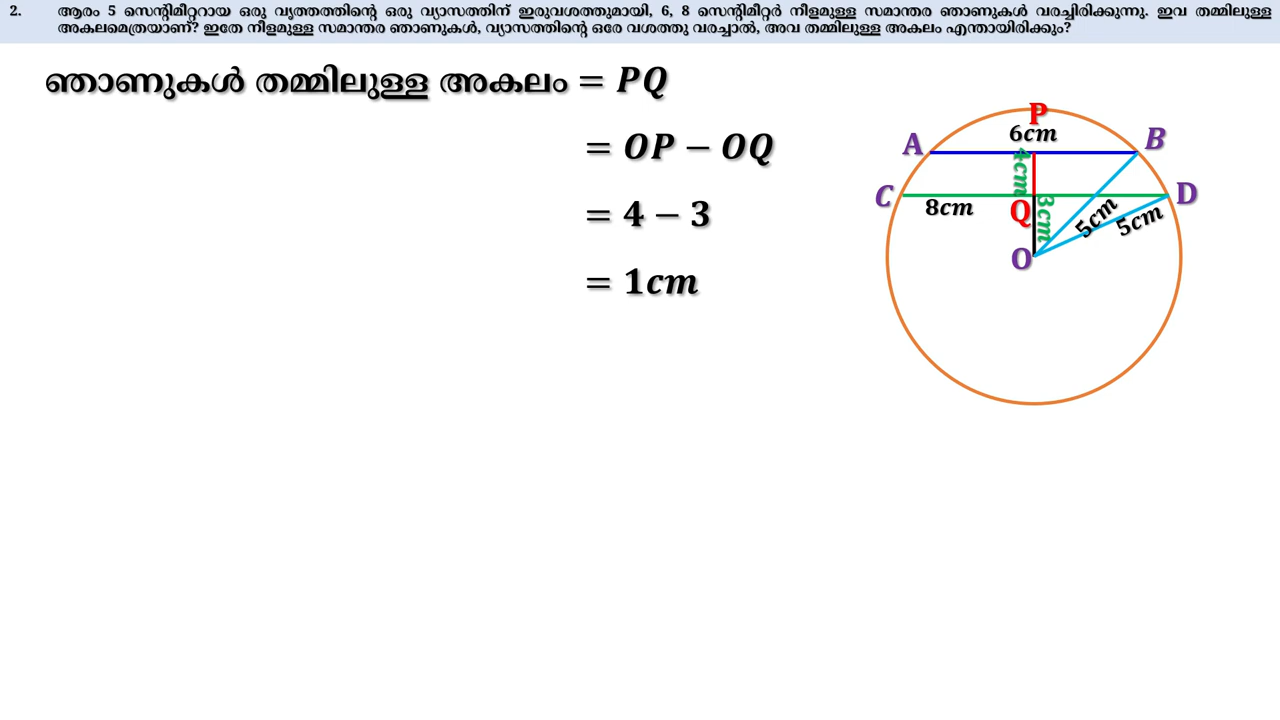 2. ആരം 5 സെന്റിമീറ്ററായ ഒരു വൃത്തത്തിന്റെ ഒരു വ്യാസത്തിന് ഇരുവശത്തുമായി, 6, 8 സെന്റിമീറ്റർ നീളമുള്ള സമാന്തര ഞാണുകൾ വരച്ചിരിക്കുന്നു. ഇവ തമ്മിലുള്ള
അകലമെത്രയാണ്? ഇതേ നീളമുള്ള സമാന്തര ഞാണുകൾ, വ്യാസത്തിന്റെ ഒരേ വശത്തു വരച്ചാൽ, അവ തമ്മിലുള്ള അകലം എന്തായിരിക്കും?
ഞാണുകൾ തമ്മിലുള്ള അകലം = PQ
= OP − OQ
= 4 − 3
= 1cm
P
6cm
A
B
4cm
C
D
8cm
Q
3cm
5cm
5cm
O